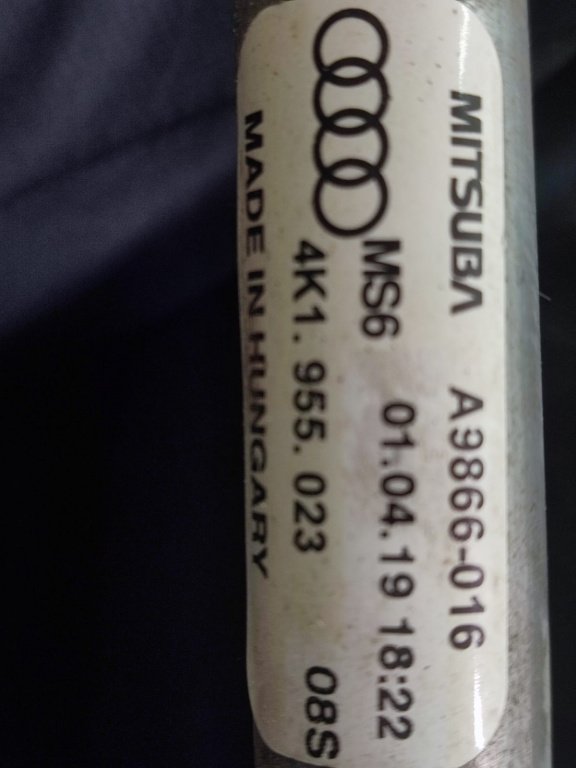 MITSUBA A9866-016
MS6 01.04.19 18:22
4K1.955.023 08S
MADE IN HUNGARY